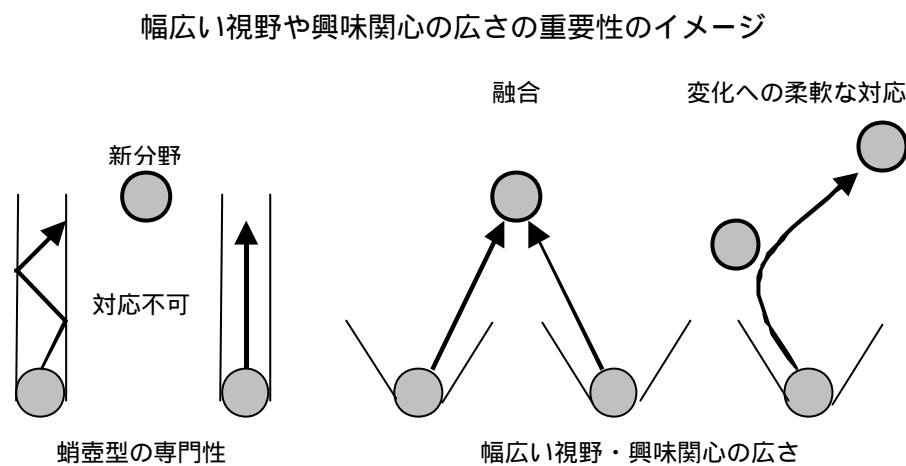 幅広い視野や興味関心の広さの重要性のイメージ
融合
変化への柔軟な対応
新分野
対応不可
蛸壺型の専門性
幅広い視野・興味関心の広さ